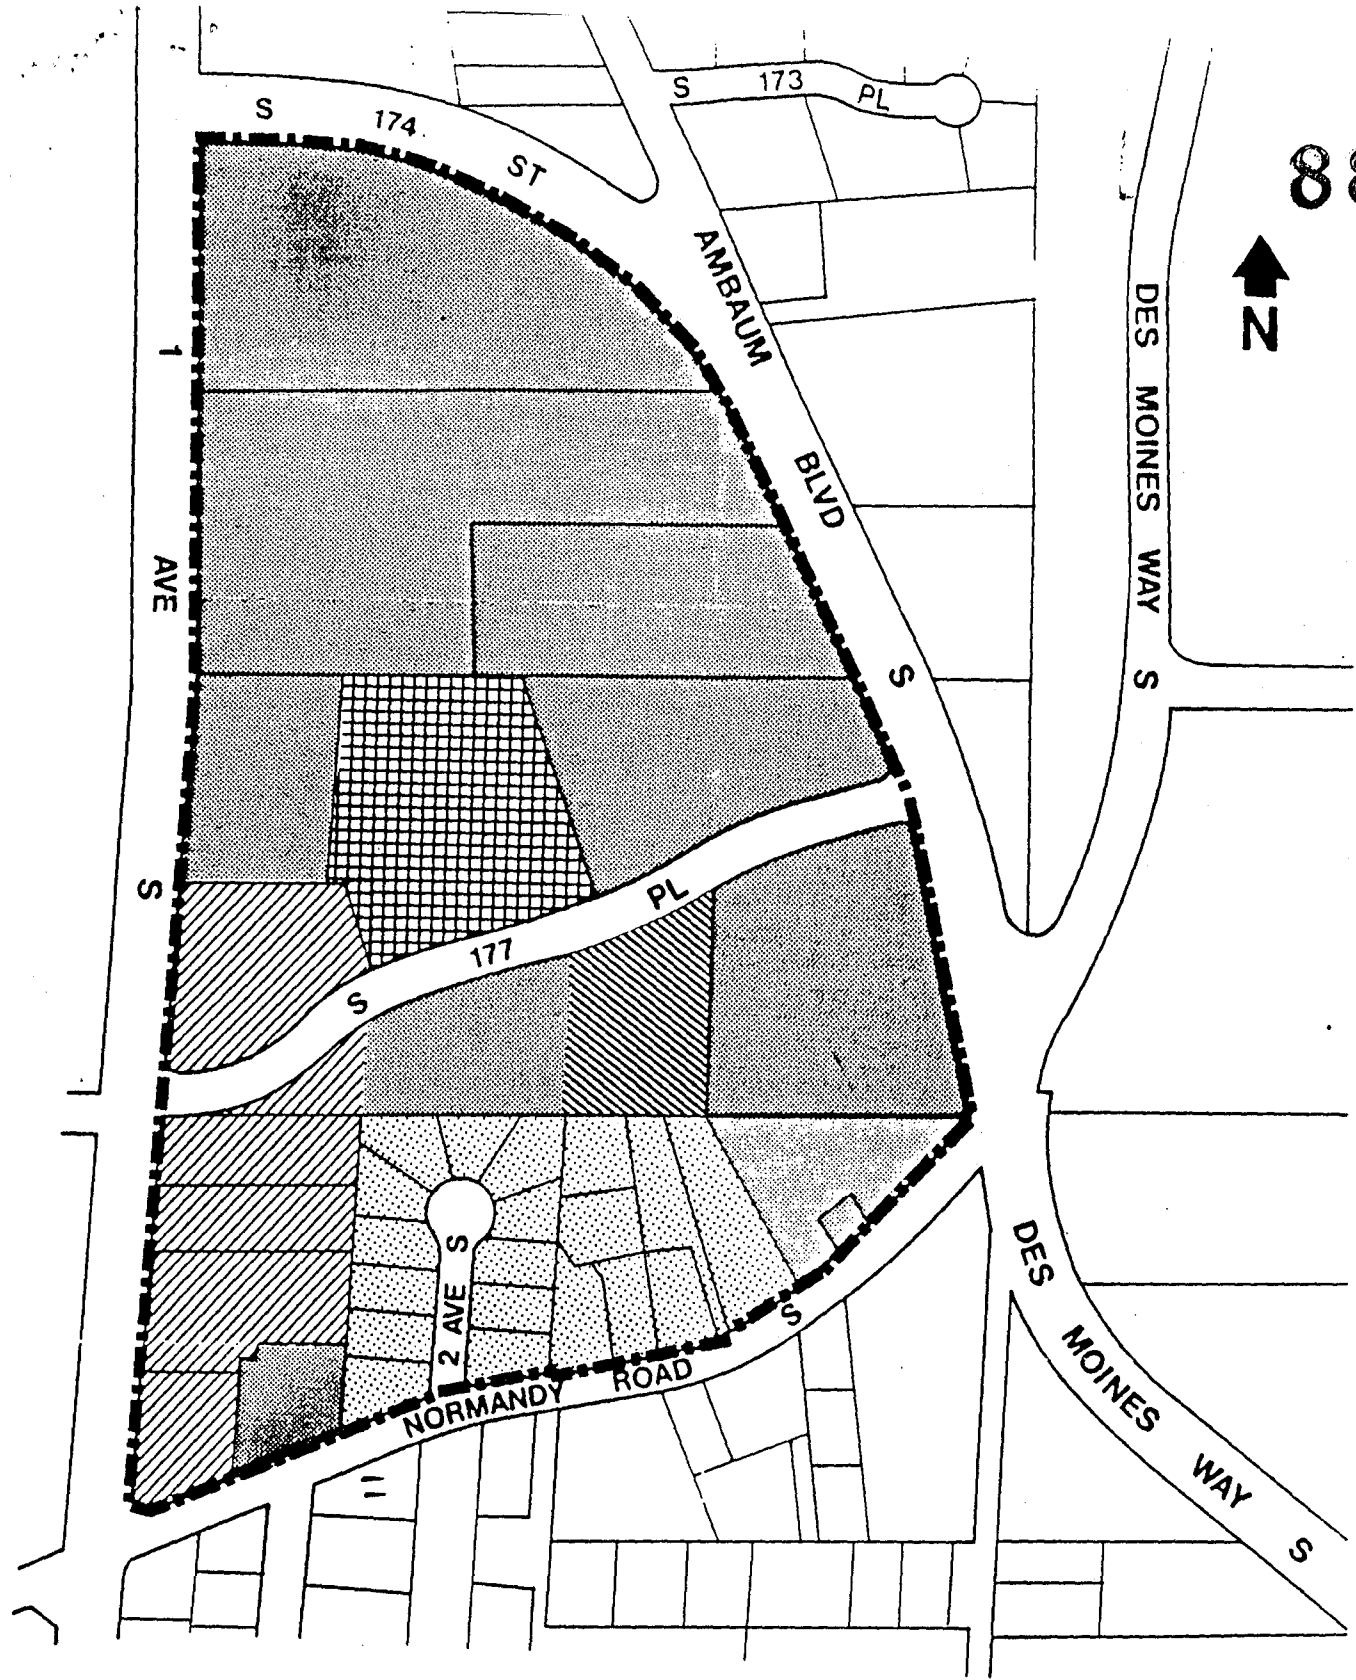 S 173 PL
S 174 ST
88
N
AMBAUM BLVD S
DES MOINES WAY S
1 AVE S
S 177 PL
2 AVE S
NORMANDY ROAD S
DES MOINES WAY S